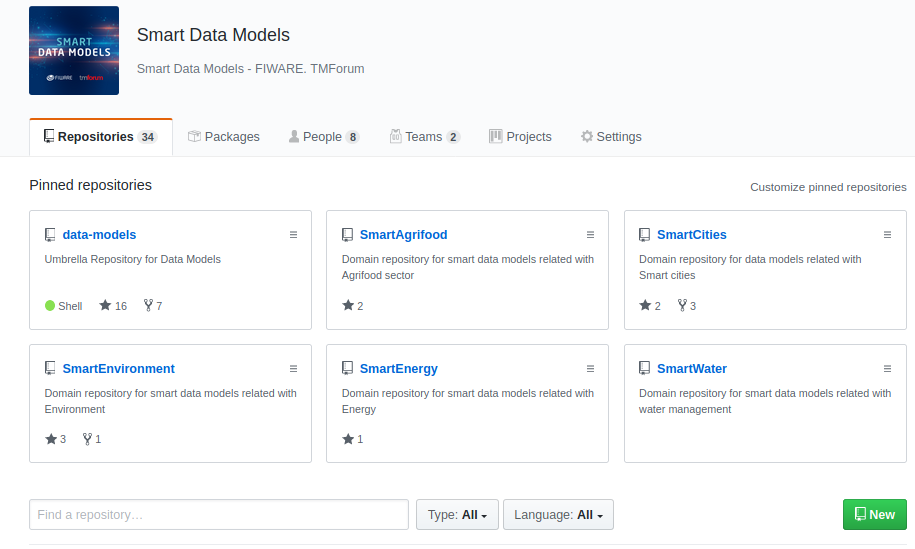 SMART
DATA MODELS
FIWARE tmforum
Smart Data Models
Smart Data Models - FIWARE. TMForum
Repositories 34 Packages People 8 Teams 2 Projects Settings
Pinned repositories
Customize pinned repositories
data-models
Umbrella Repository for Data Models
Shell 16 7
SmartAgrifood
Domain repository for smart data models related with
Agrifood sector
2
SmartCities
Domain repository for data models related with
Smart cities
2 3
SmartEnvironment
Domain repository for smart data models related with
Environment
3 1
SmartEnergy
Domain repository for smart data models related with
Energy
1
SmartWater
Domain repository for smart data models related with
water management
Find a repository… Type: All Language: All New